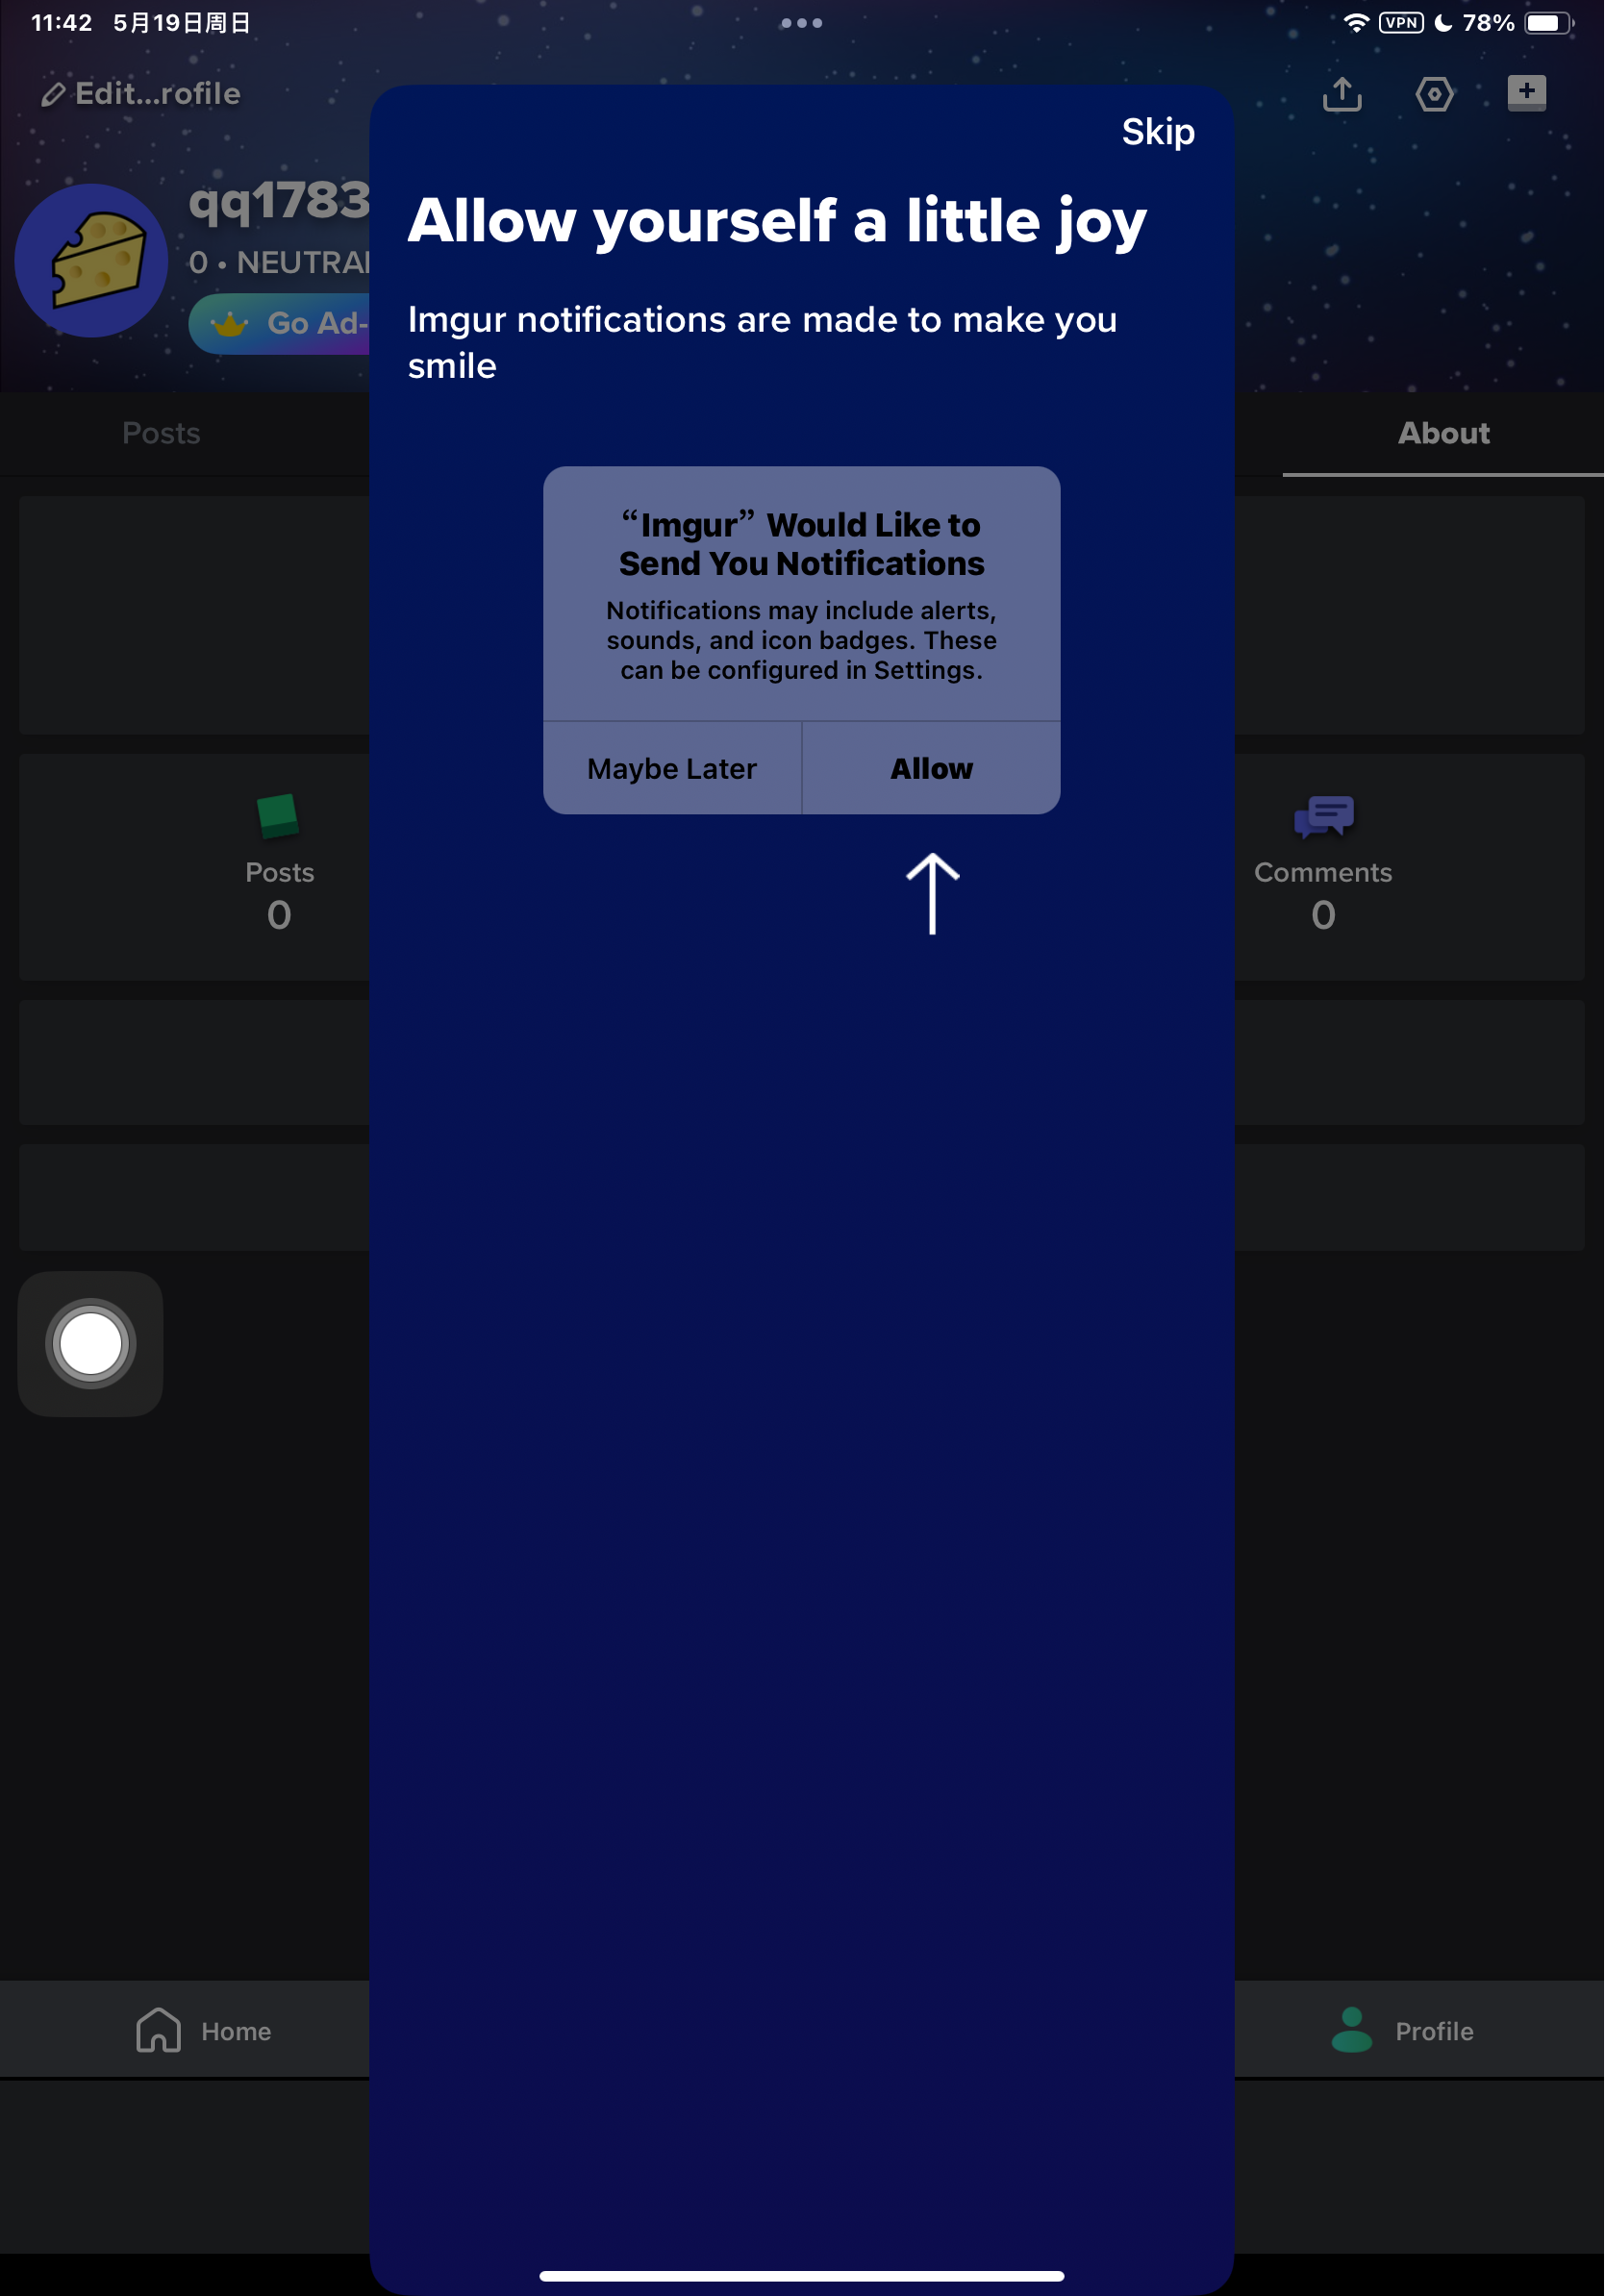 11:42 5月19日周日
VPN 78%
Edit...rofile
Skip
qq1783
Allow yourself a little joy
0 • NEUTRAL
Go Ad-
Imgur notifications are made to make you
smile
Posts
About
“Imgur” Would Like to
Send You Notifications
Notifications may include alerts,
sounds, and icon badges. These
can be configured in Settings.
Maybe Later
Allow
Posts
0
Comments
0
Home
Profile